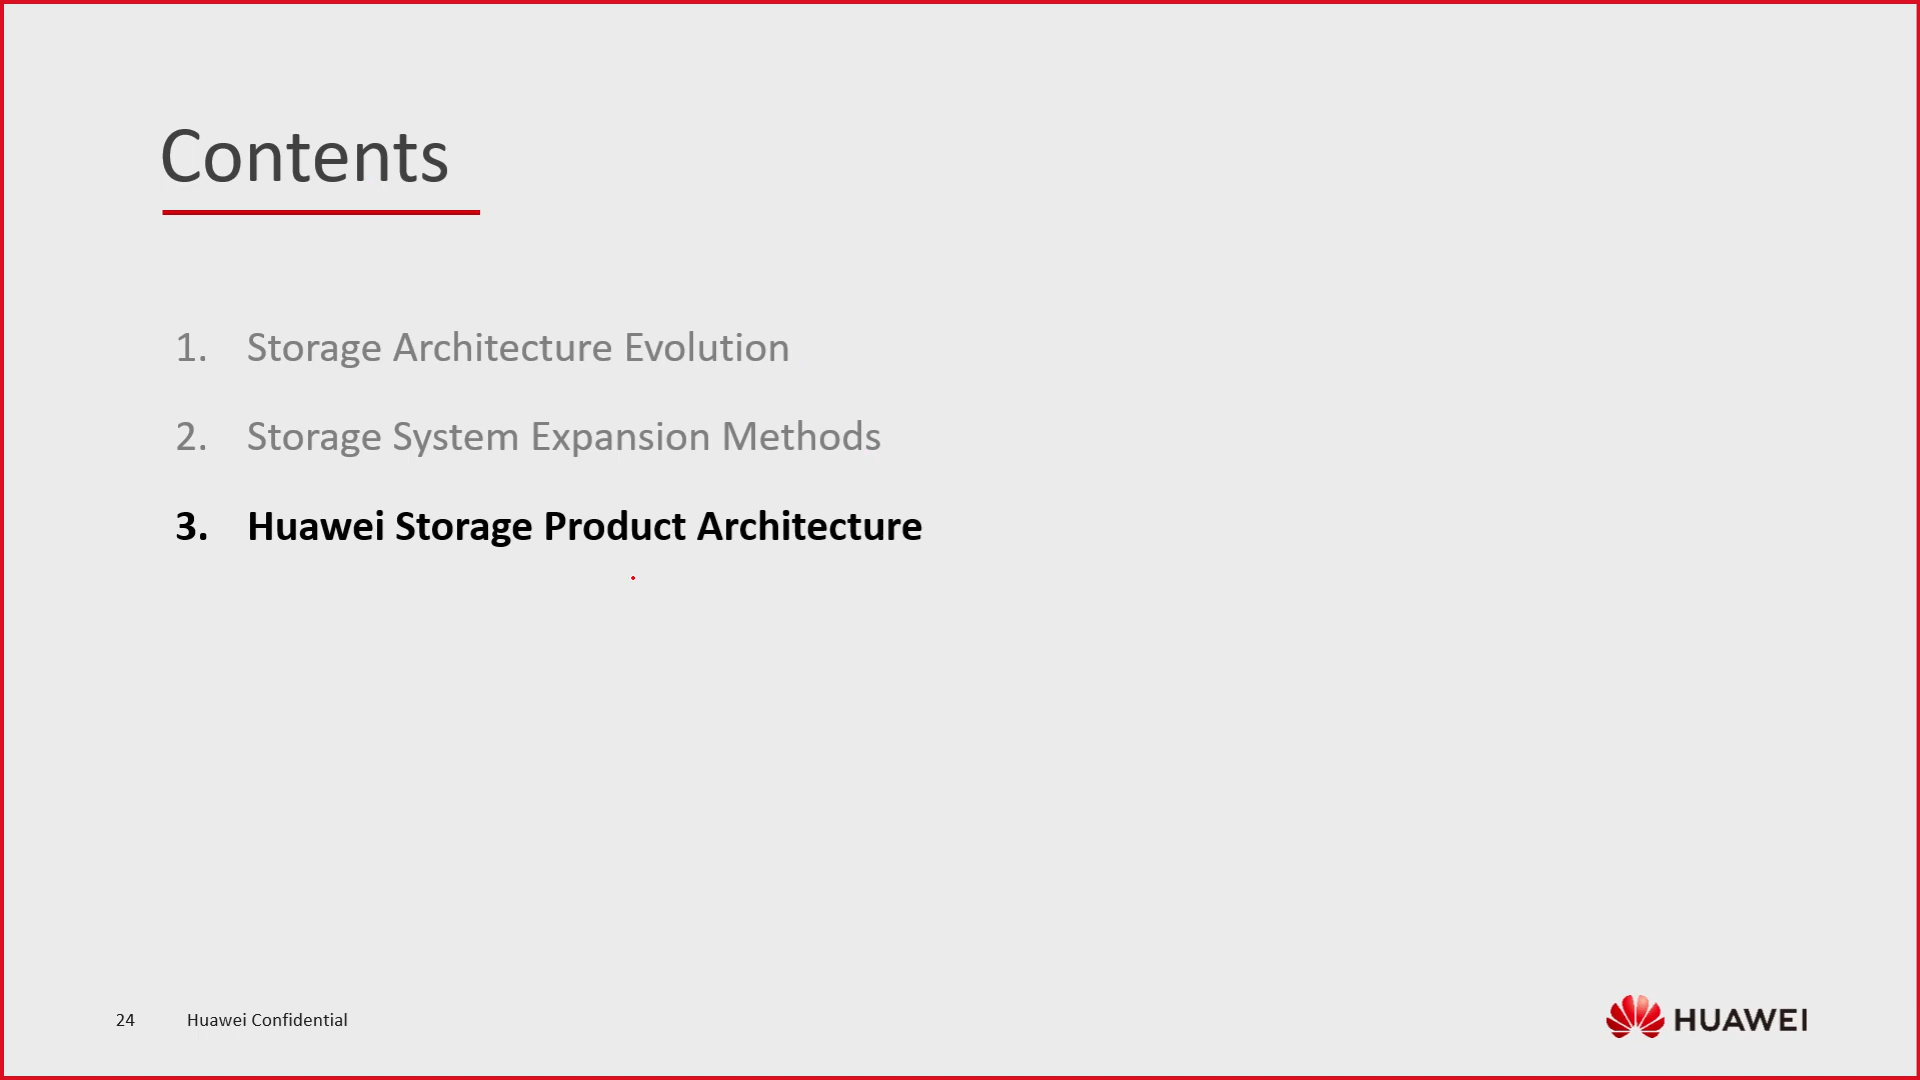 Contents
1. Storage Architecture Evolution
2. Storage System Expansion Methods
3. Huawei Storage Product Architecture
24 Huawei Confidential
HUAWEI